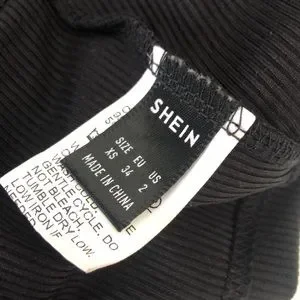 SHEIN
SIZE EU US
XS 34 2
MADE IN CHINA
GENTLE CYCLE. DO
NOT BLEACH.
TUMBLE DRY LOW.
LOW IRON IF